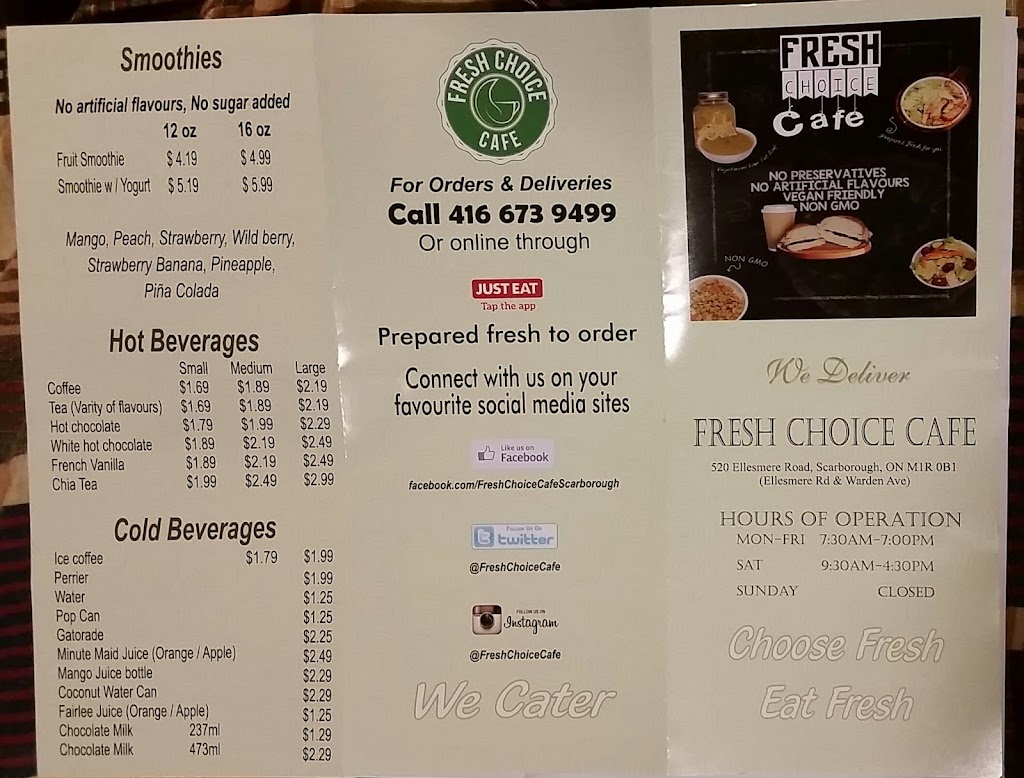 Smoothies
No artificial flavours, No sugar added
12 oz 16 oz
Fruit Smoothie $4.19 $4.99
Smoothie w / Yogurt $5.19 $5.99
Mango, Peach, Strawberry, Wild berry,
Strawberry Banana, Pineapple,
Piña Colada
Hot Beverages
Small Medium Large
Coffee $1.69 $1.89 $2.19
Tea (Varity of flavours) $1.69 $1.89 $2.19
Hot chocolate $1.79 $1.99 $2.29
White hot chocolate $1.89 $2.19 $2.49
French Vanilla $1.89 $2.19 $2.49
Chia Tea $1.99 $2.49 $2.99
Cold Beverages
Ice coffee $1.79 $1.99
Perrier $1.99
Water $1.25
Pop Can $1.25
Gatorade $2.25
Minute Maid Juice (Orange / Apple) $2.49
Mango Juice bottle $2.29
Coconut Water Can $2.29
Fairlee Juice (Orange / Apple) $1.25
Chocolate Milk 237ml $1.29
Chocolate Milk 473ml $2.29
FRESH CHOICE
CAFE
For Orders & Deliveries
Call 416 673 9499
Or online through
JUST EAT
Tap the app
Prepared fresh to order
Connect with us on your
favourite social media sites
Like us on
Facebook
facebook.com/FreshChoiceCafeScarborough
Follow Us On
twitter
@FreshChoiceCafe
FOLLOW US ON
Instagram
@FreshChoiceCafe
We Cater
FRESH
CHOICE
Cafe
Prepared fresh for you
NO PRESERVATIVES
NO ARTIFICIAL FLAVOURS
VEGAN FRIENDLY
NON GMO
NON GMO
We Deliver
FRESH CHOICE CAFE
520 Ellesmere Road, Scarborough, ON M1R 0B1
(Ellesmere Rd & Warden Ave)
HOURS OF OPERATION
MON-FRI 7:30AM-7:00PM
SAT 9:30AM-4:30PM
SUNDAY CLOSED
Choose Fresh
Eat Fresh